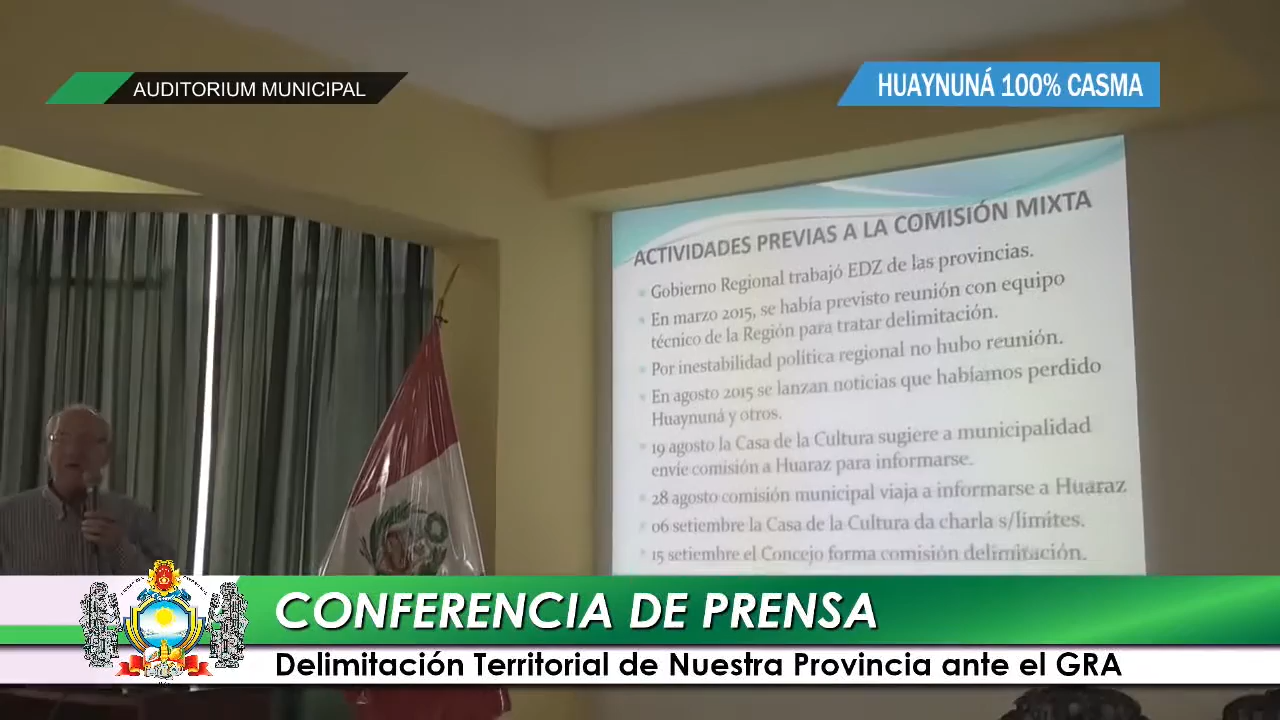 AUDITORIUM MUNICIPAL
HUAYNUNÁ 100% CASMA
ACTIVIDADES PREVIAS A LA COMISIÓN MIXTA
Gobierno Regional trabajó EDZ de las provincias.
En marzo 2015, se había previsto reunión con equipo
técnico de la Región para tratar delimitación.
Por inestabilidad política regional no hubo reunión.
En agosto 2015 se lanzan noticias que habíamos perdido
Huaynuná y otros.
19 agosto la Casa de la Cultura sugiere a municipalidad
envíe comisión a Huaraz para informarse.
28 agosto comisión municipal viaja a informarse a Huaraz
06 setiembre la Casa de la Cultura da charla s/limites.
15 setiembre el Concejo forma comisión delimitación.
CONFERENCIA DE PRENSA
Delimitación Territorial de Nuestra Provincia ante el GRA